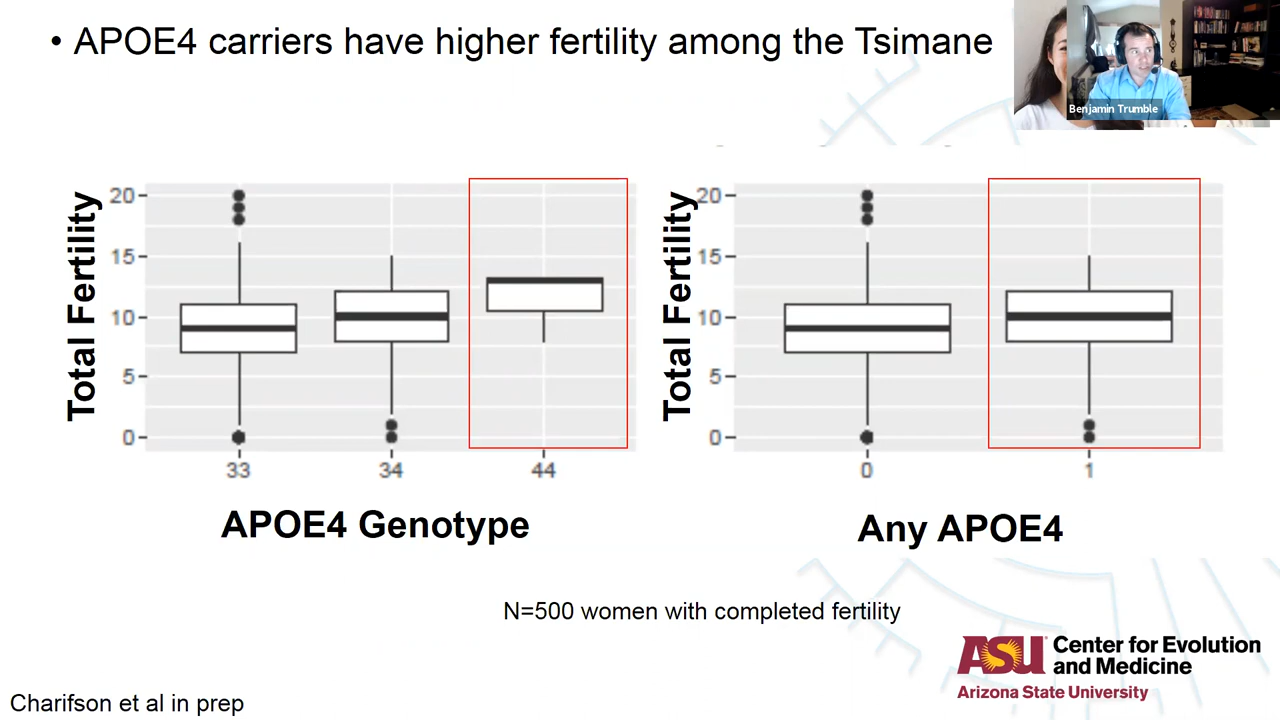 • APOE4 carriers have higher fertility among the Tsimane
Benjamin Trumble
Total Fertility
20
15
10
5
0
33
34
44
APOE4 Genotype
Total Fertility
20
15
10
5
0
0
1
Any APOE4
N=500 women with completed fertility
ASU Center for Evolution
and Medicine
Arizona State University
Charifson et al in prep